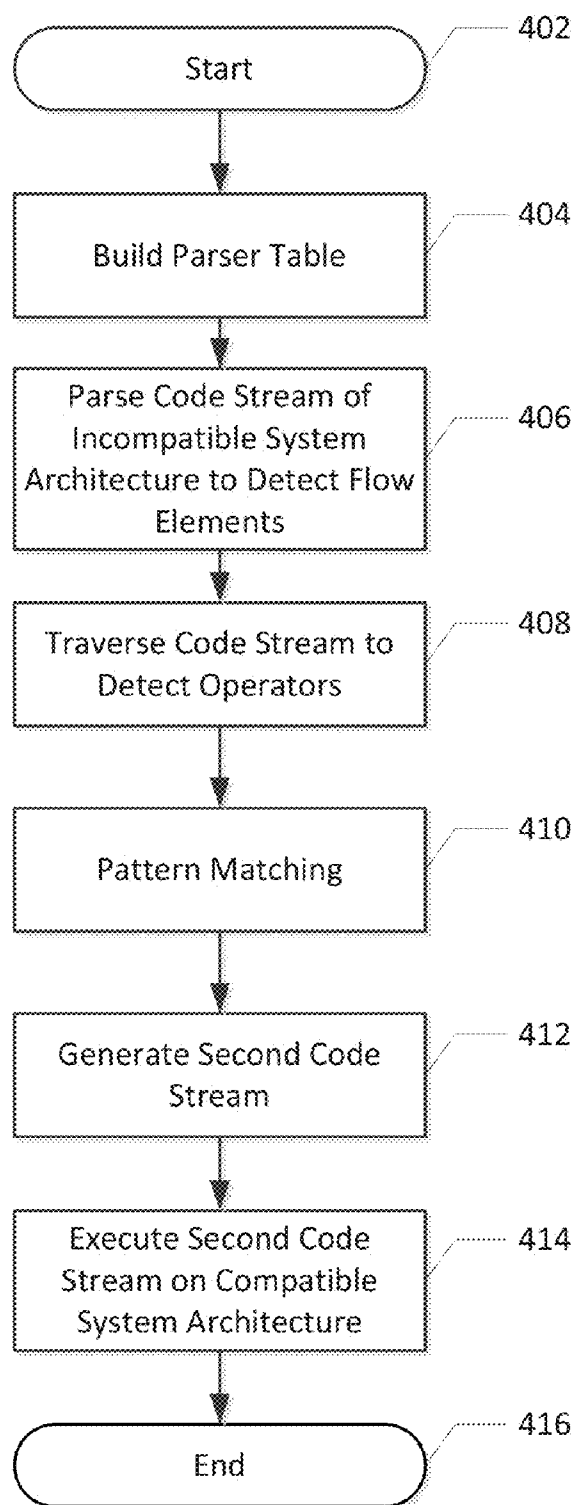 402
Start
404
Build Parser Table
Parse Code Stream of
406
Incompatible System
Architecture to Detect Flow
Elements
408
Traverse Code Stream to
Detect Operators
410
Pattern Matching
412
Generate Second Code
Stream
414
Execute Second Code
Stream on Compatible
System Architecture
416
End